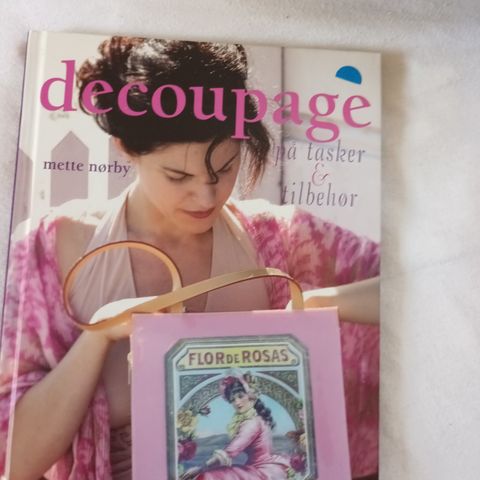 decoupage
mette nørby
på tasker
&
tilbehør
FLOR DE ROSAS